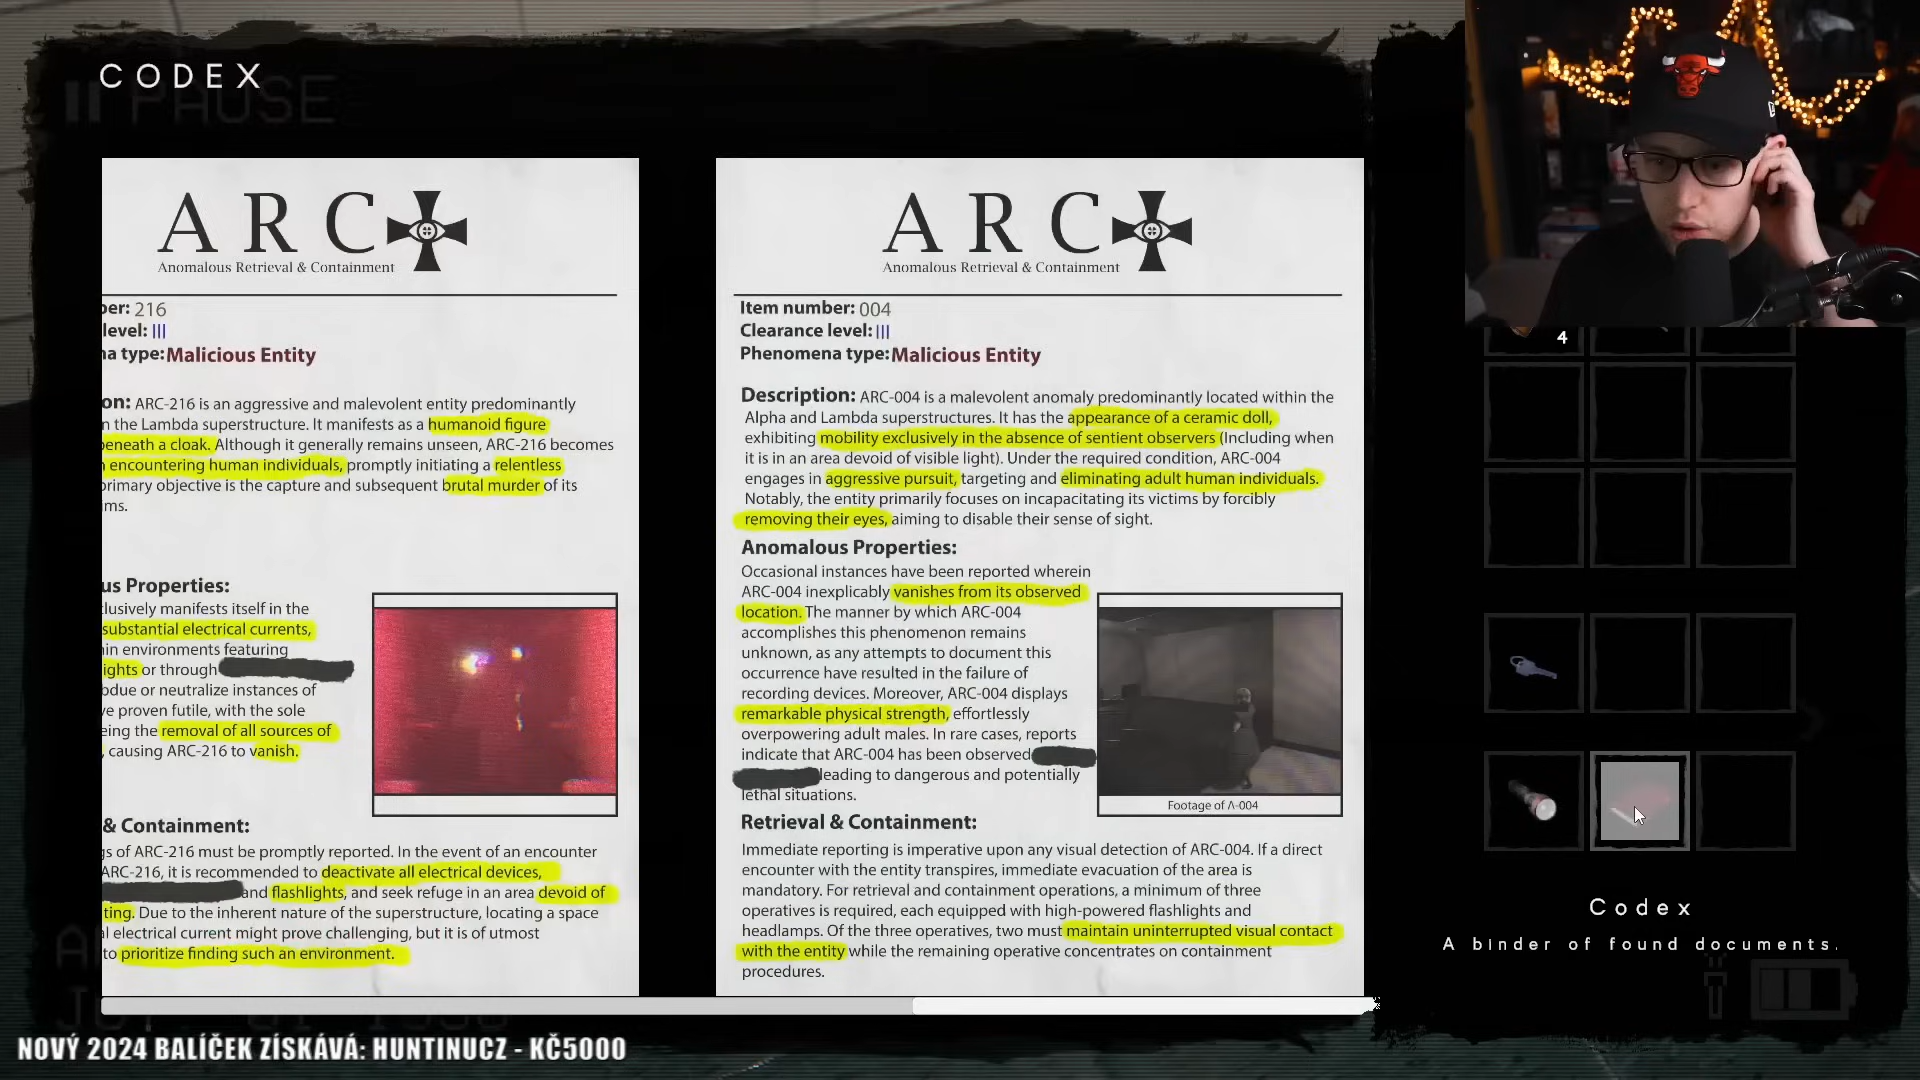 CODEX
PAUSE
ARC
Anomalous Retrieval & Containment
ber: 216
level: III
na type: Malicious Entity
on: ARC-216 is an aggressive and malevolent entity predominantly
n the Lambda superstructure. It manifests as a humanoid figure
beneath a cloak. Although it generally remains unseen, ARC-216 becomes
encountering human individuals, promptly initiating a relentless
primary objective is the capture and subsequent brutal murder of its
ms.
us Properties:
clusively manifests itself in the
substantial electrical currents,
in environments featuring
ights or through
bdue or neutralize instances of
ve proven futile, with the sole
eing the removal of all sources of
, causing ARC-216 to vanish.
& Containment:
gs of ARC-216 must be promptly reported. In the event of an encounter
ARC-216, it is recommended to deactivate all electrical devices,
and flashlights, and seek refuge in an area devoid of
ting. Due to the inherent nature of the superstructure, locating a space
al electrical current might prove challenging, but it is of utmost
to prioritize finding such an environment.
ARC
Anomalous Retrieval & Containment
Item number: 004
Clearance level: III
Phenomena type: Malicious Entity
Description: ARC-004 is a malevolent anomaly predominantly located within the
Alpha and Lambda superstructures. It has the appearance of a ceramic doll,
exhibiting mobility exclusively in the absence of sentient observers (Including when
it is in an area devoid of visible light). Under the required condition, ARC-004
engages in aggressive pursuit, targeting and eliminating adult human individuals.
Notably, the entity primarily focuses on incapacitating its victims by forcibly
removing their eyes, aiming to disable their sense of sight.
Anomalous Properties:
Occasional instances have been reported wherein
ARC-004 inexplicably vanishes from its observed
location. The manner by which ARC-004
accomplishes this phenomenon remains
unknown, as any attempts to document this
occurrence have resulted in the failure of
recording devices. Moreover, ARC-004 displays
remarkable physical strength, effortlessly
overpowering adult males. In rare cases, reports
indicate that ARC-004 has been observed
leading to dangerous and potentially
lethal situations.
Footage of Λ-004
Retrieval & Containment:
Immediate reporting is imperative upon any visual detection of ARC-004. If a direct
encounter with the entity transpires, immediate evacuation of the area is
mandatory. For retrieval and containment operations, a minimum of three
operatives is required, each equipped with high-powered flashlights and
headlamps. Of the three operatives, two must maintain uninterrupted visual contact
with the entity while the remaining operative concentrates on containment
procedures.
4
Codex
A binder of found documents.
NOVÝ 2024 BALÍČEK ZÍSKÁVÁ: HUNTINUCZ - KČ5000